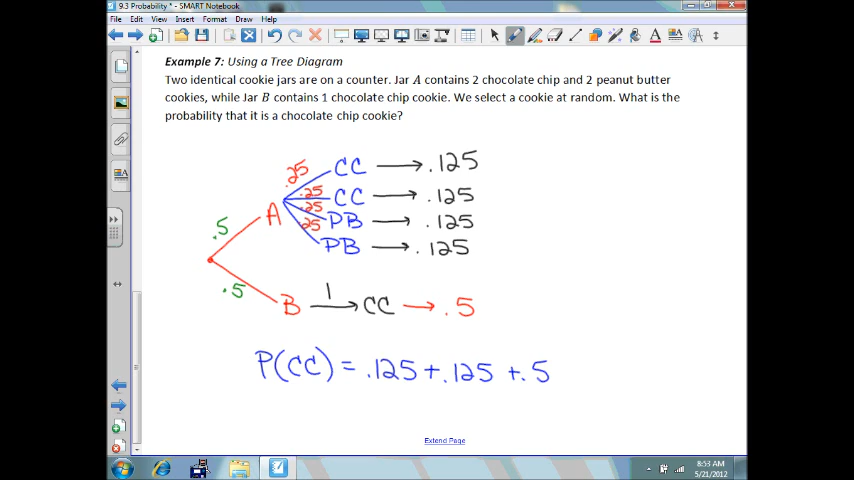 9.3 Probability * - SMART Notebook
File Edit View Insert Format Draw Help
Example 7: Using a Tree Diagram
Two identical cookie jars are on a counter. Jar A contains 2 chocolate chip and 2 peanut butter
cookies, while Jar B contains 1 chocolate chip cookie. We select a cookie at random. What is the
probability that it is a chocolate chip cookie?
.25 CC → .125
.25 CC → .125
.25 PB → .125
.25 PB → .125
.5 A
.5 B 1 → CC → .5
P(CC) = .125 + .125 + .5
Extend Page
8:53 AM
5/21/2012